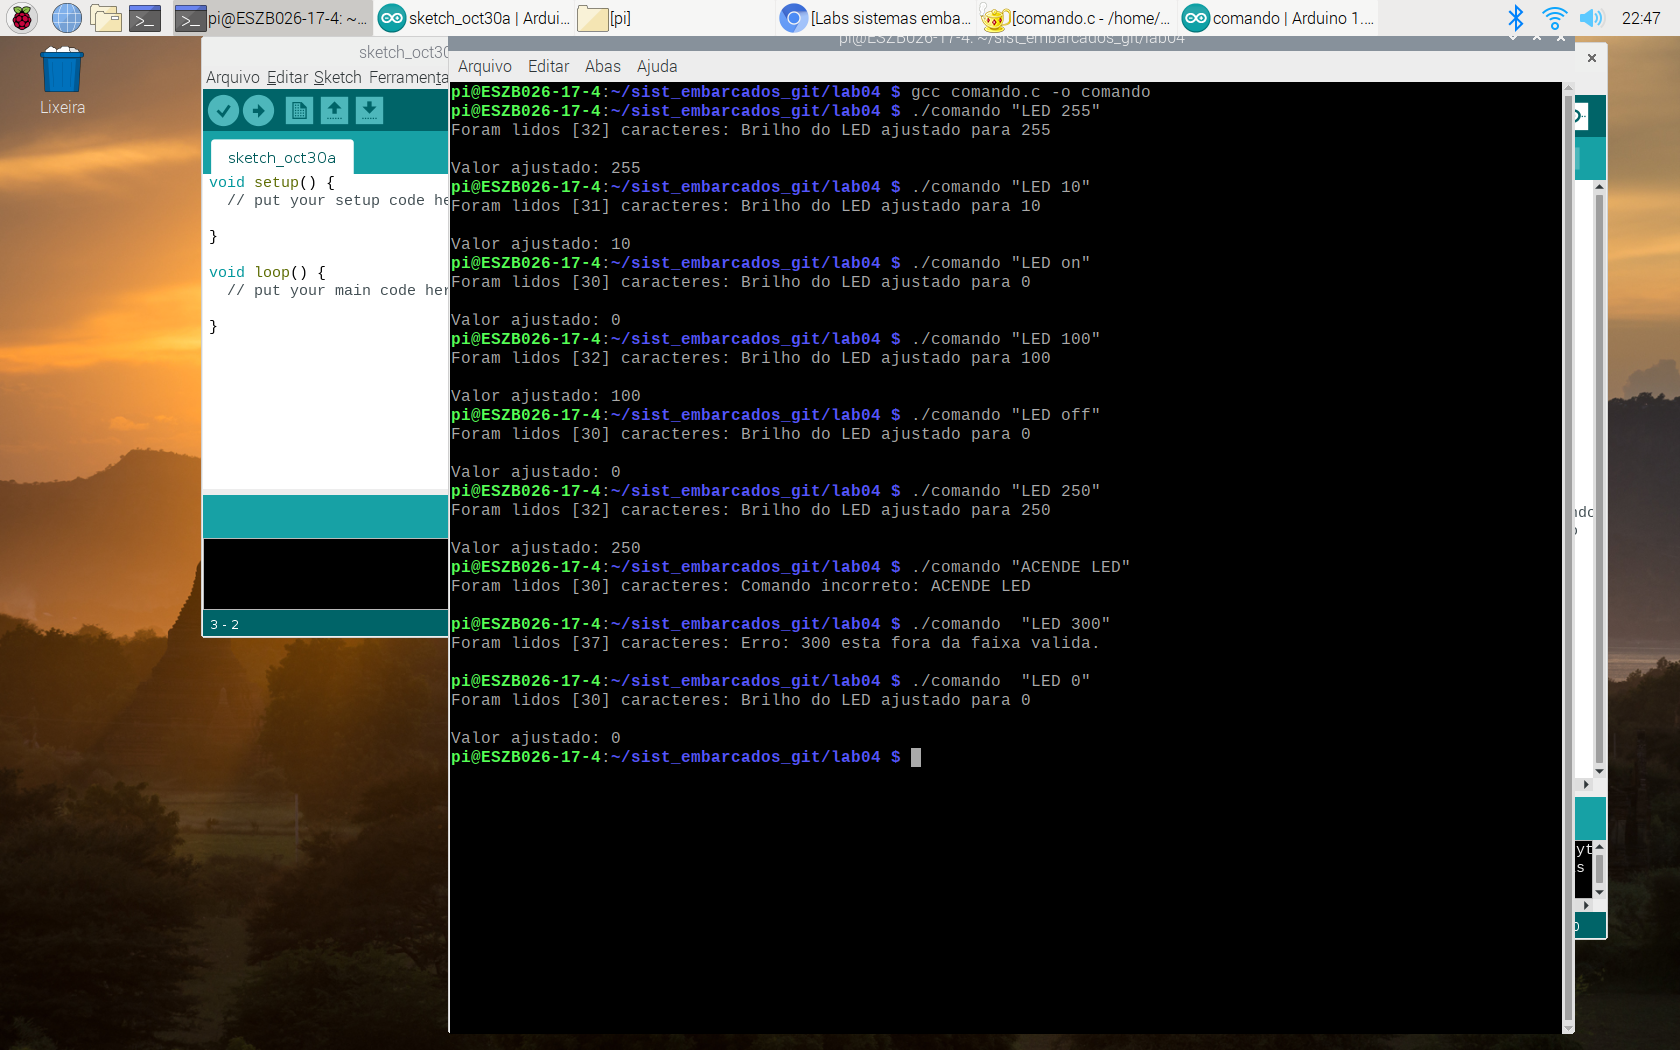 pi@ESZB026-17-4: ~...
sketch_oct30a | Ardui...
[pi]
[Labs sistemas emba...
[comando.c - /home/...
comando | Arduino 1....
22:47
Lixeira
sketch_oct30
Arquivo Editar Sketch Ferramenta
sketch_oct30a
void setup() {
// put your setup code he
}
void loop() {
// put your main code her
}
3 - 2
pi@ESZB026-17-4: ~/sist_embarcados_git/lab04
Arquivo Editar Abas Ajuda
pi@ESZB026-17-4:~/sist_embarcados_git/lab04 $ gcc comando.c -o comando
pi@ESZB026-17-4:~/sist_embarcados_git/lab04 $ ./comando "LED 255"
Foram lidos [32] caracteres: Brilho do LED ajustado para 255
Valor ajustado: 255
pi@ESZB026-17-4:~/sist_embarcados_git/lab04 $ ./comando "LED 10"
Foram lidos [31] caracteres: Brilho do LED ajustado para 10
Valor ajustado: 10
pi@ESZB026-17-4:~/sist_embarcados_git/lab04 $ ./comando "LED on"
Foram lidos [30] caracteres: Brilho do LED ajustado para 0
Valor ajustado: 0
pi@ESZB026-17-4:~/sist_embarcados_git/lab04 $ ./comando "LED 100"
Foram lidos [32] caracteres: Brilho do LED ajustado para 100
Valor ajustado: 100
pi@ESZB026-17-4:~/sist_embarcados_git/lab04 $ ./comando "LED off"
Foram lidos [30] caracteres: Brilho do LED ajustado para 0
Valor ajustado: 0
pi@ESZB026-17-4:~/sist_embarcados_git/lab04 $ ./comando "LED 250"
Foram lidos [32] caracteres: Brilho do LED ajustado para 250
Valor ajustado: 250
pi@ESZB026-17-4:~/sist_embarcados_git/lab04 $ ./comando "ACENDE LED"
Foram lidos [30] caracteres: Comando incorreto: ACENDE LED
pi@ESZB026-17-4:~/sist_embarcados_git/lab04 $ ./comando  "LED 300"
Foram lidos [37] caracteres: Erro: 300 esta fora da faixa valida.
pi@ESZB026-17-4:~/sist_embarcados_git/lab04 $ ./comando  "LED 0"
Foram lidos [30] caracteres: Brilho do LED ajustado para 0
Valor ajustado: 0
pi@ESZB026-17-4:~/sist_embarcados_git/lab04 $